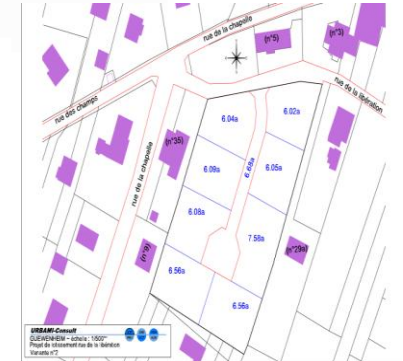 rue de la chapelle
(n°5)
(n°3)
rue des champs
rue de la libération
6.04a
6.02a
(n°35)
rue de la chapelle
6.09a
6.68a
6.05a
6.08a
7.58a
(n°9)
(n°29a)
6.56a
6.56a
URBAMI-Consult
GUEWENHEIM - échelle : 1/500°
Projet de lotissement rue de la libération
Variante n°2